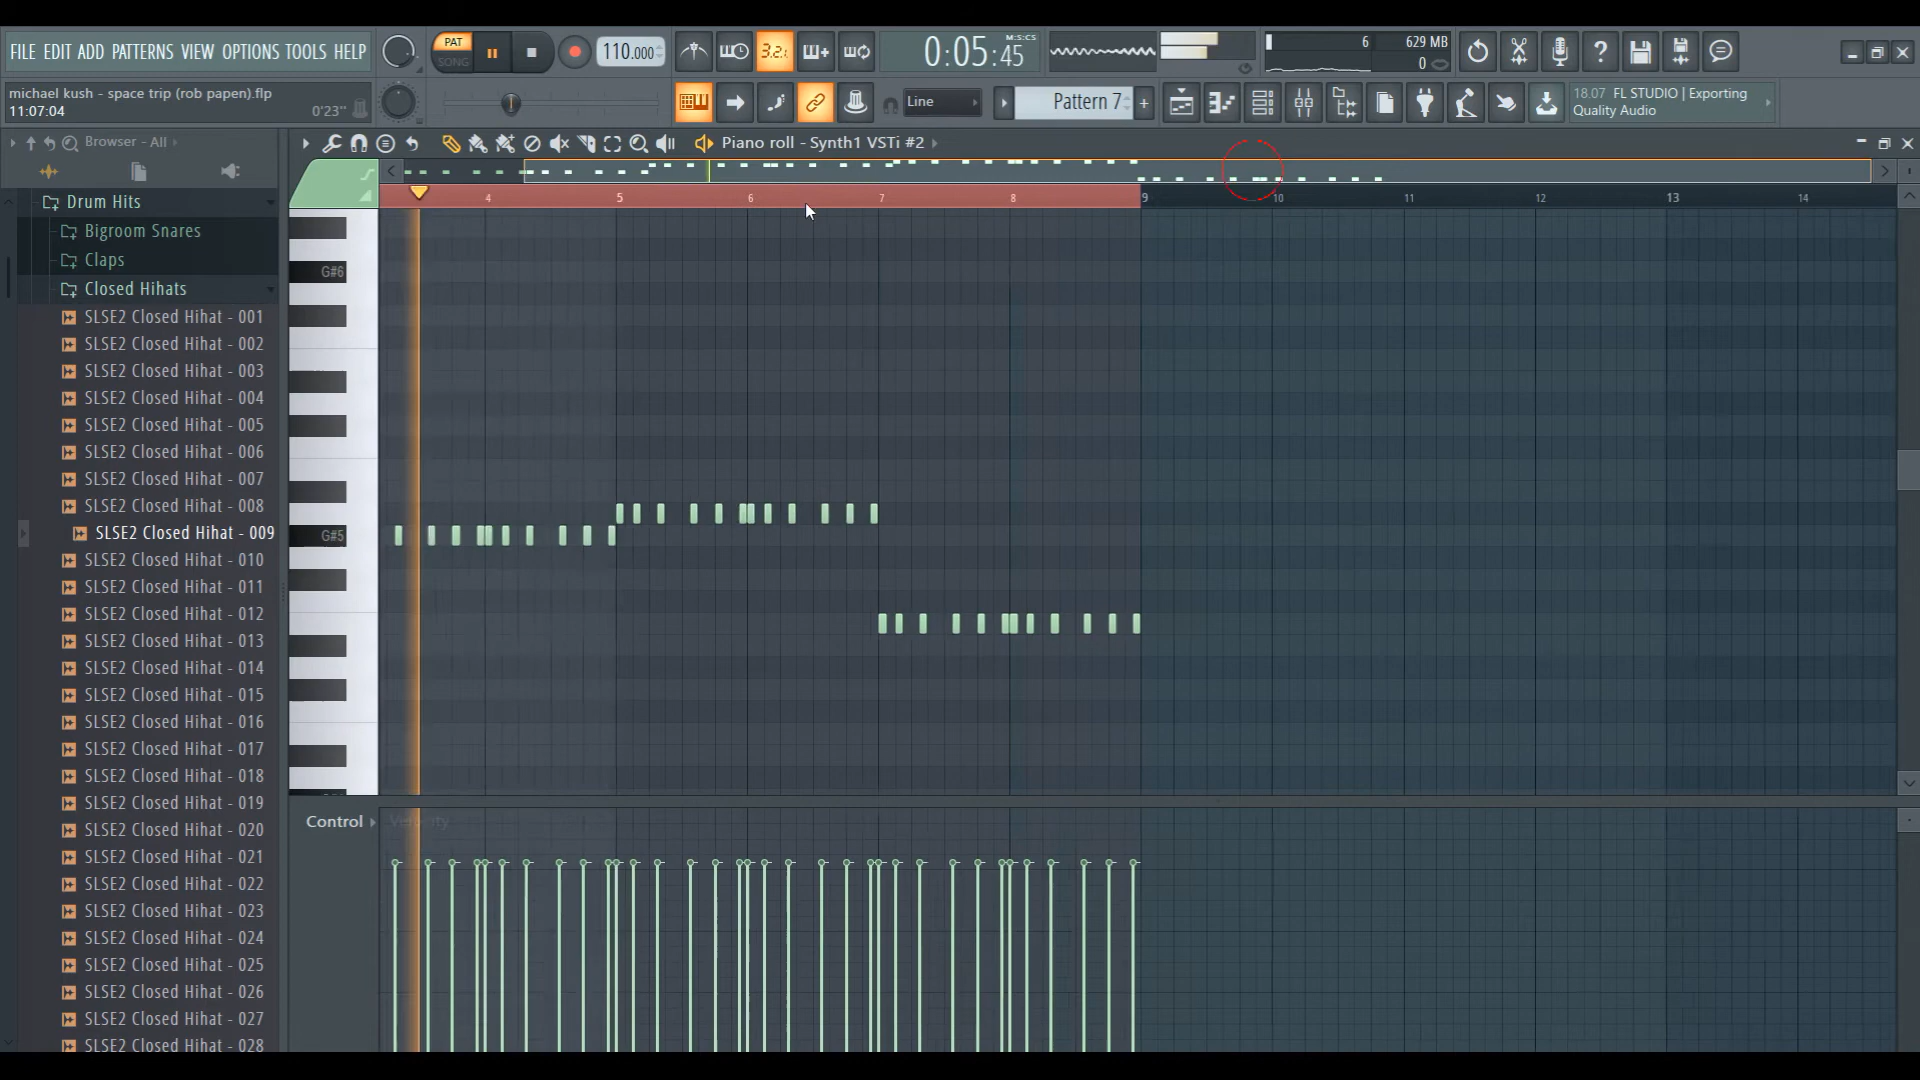 FILE EDIT ADD PATTERNS VIEW OPTIONS TOOLS HELP
PAT
SONG
110.000
3.2.
0:05:45
M:S:CS
6
629 MB
0
michael kush - space trip (rob papen).flp
11:07:04
0'23"
Line
Pattern 7
18.07 FL STUDIO | Exporting
Quality Audio
Browser - All
Piano roll - Synth1 VSTi #2
Drum Hits
Bigroom Snares
Claps
Closed Hihats
SLSE2 Closed Hihat - 001
SLSE2 Closed Hihat - 002
SLSE2 Closed Hihat - 003
SLSE2 Closed Hihat - 004
SLSE2 Closed Hihat - 005
SLSE2 Closed Hihat - 006
SLSE2 Closed Hihat - 007
SLSE2 Closed Hihat - 008
SLSE2 Closed Hihat - 009
SLSE2 Closed Hihat - 010
SLSE2 Closed Hihat - 011
SLSE2 Closed Hihat - 012
SLSE2 Closed Hihat - 013
SLSE2 Closed Hihat - 014
SLSE2 Closed Hihat - 015
SLSE2 Closed Hihat - 016
SLSE2 Closed Hihat - 017
SLSE2 Closed Hihat - 018
SLSE2 Closed Hihat - 019
SLSE2 Closed Hihat - 020
SLSE2 Closed Hihat - 021
SLSE2 Closed Hihat - 022
SLSE2 Closed Hihat - 023
SLSE2 Closed Hihat - 024
SLSE2 Closed Hihat - 025
SLSE2 Closed Hihat - 026
SLSE2 Closed Hihat - 027
SLSE2 Closed Hihat - 028
4 5 6 7 8 9 10 11 12 13 14
G#6
G#5
Control
Velocity